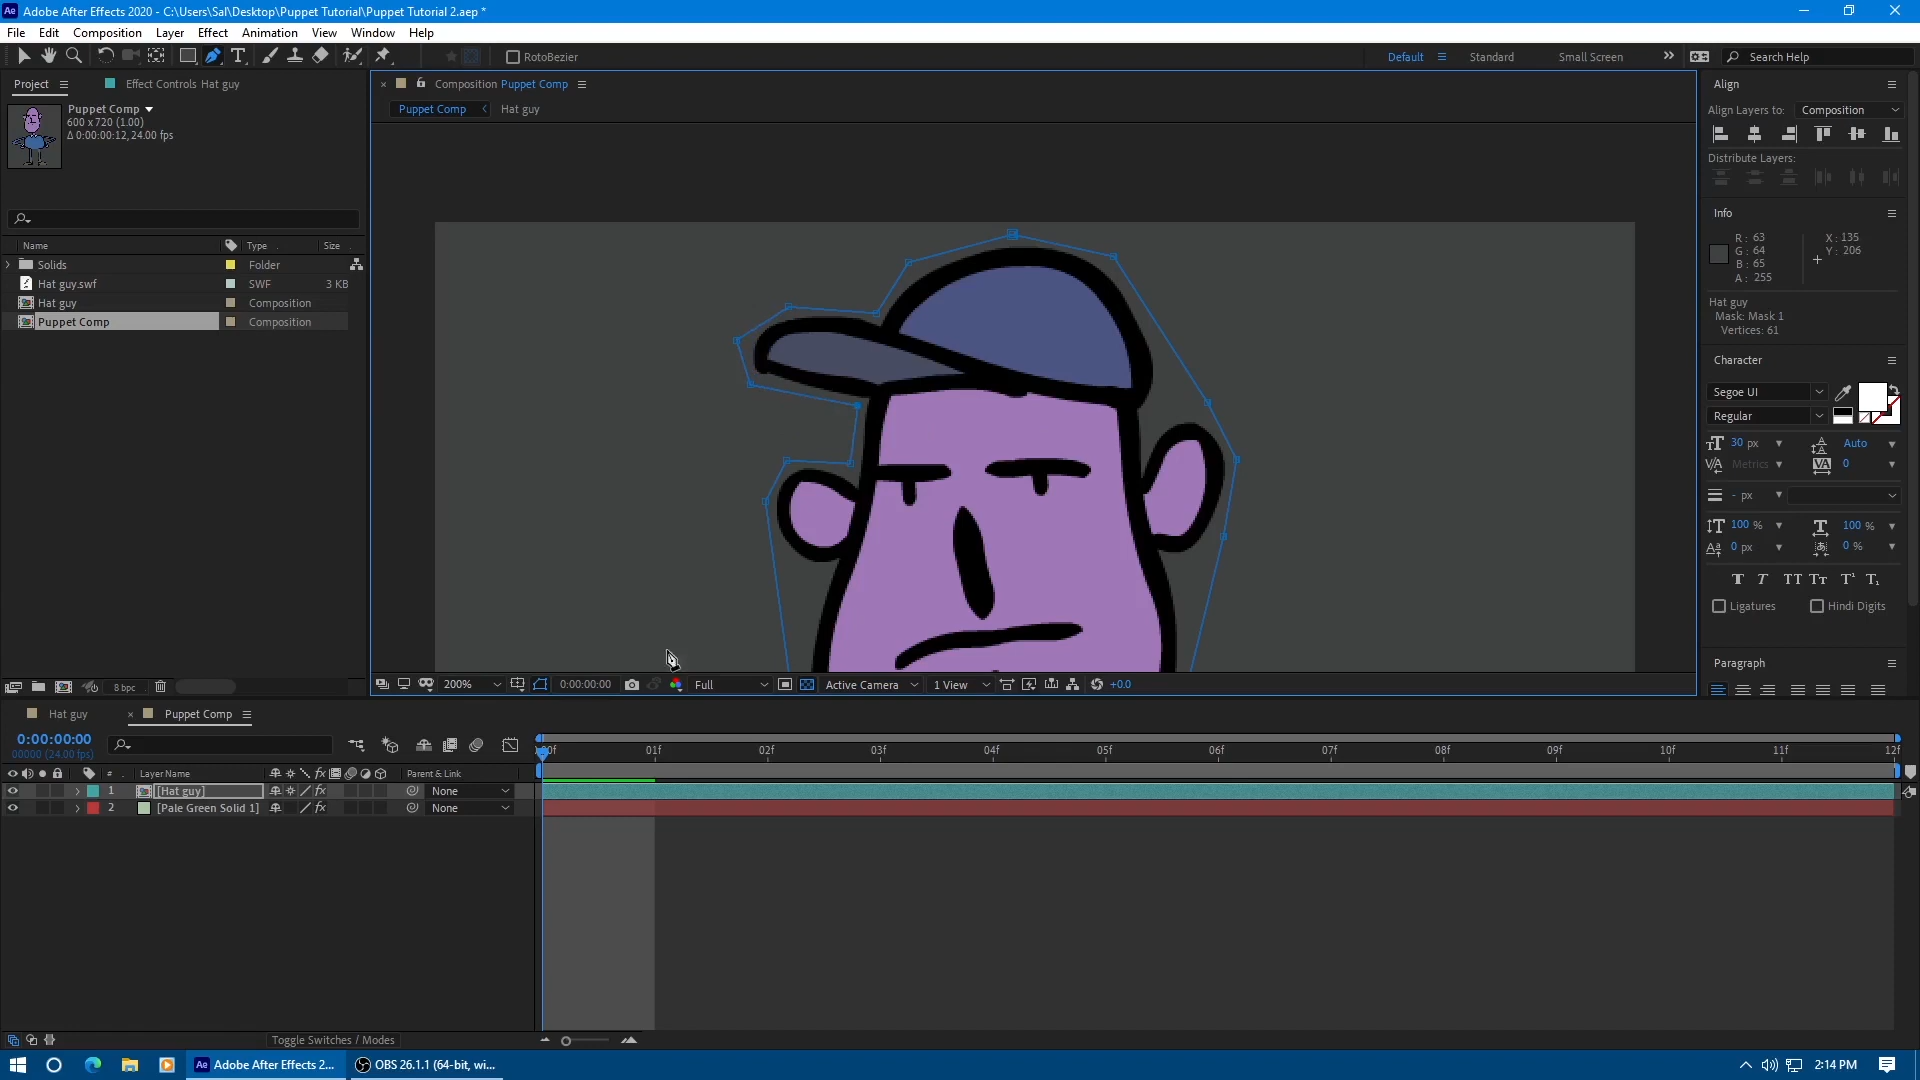 Adobe After Effects 2020 - C:\Users\Sal\Desktop\Puppet Tutorial\Puppet Tutorial 2.aep *
File Edit Composition Layer Effect Animation View Window Help
RotoBezier
Default Standard Small Screen Search Help
Project Effect Controls Hat guy
Puppet Comp
600 x 720 (1.00)
Δ 0:00:00:12, 24.00 fps
Name Type Size
Solids Folder
Hat guy.swf SWF 3 KB
Hat guy Composition
Puppet Comp Composition
8 bpc
Composition Puppet Comp
Puppet Comp Hat guy
200% 0:00:00:00 Full Active Camera 1 View +0.0
Align
Align Layers to: Composition
Distribute Layers:
Info
R: 63 X: 135
G: 64 Y: 206
B: 65
A: 255
Hat guy
Mask: Mask 1
Vertices: 61
Character
Segoe UI
Regular
30 px Auto
Metrics 0
- px
100 % 100 %
0 px 0 %
Ligatures Hindi Digits
Paragraph
Hat guy Puppet Comp
0:00:00:00
00000 (24.00 fps)
# Layer Name Parent & Link
1 [Hat guy] None
2 [Pale Green Solid 1] None
:00f 01f 02f 03f 04f 05f 06f 07f 08f 09f 10f 11f 12f
Toggle Switches / Modes
Adobe After Effects 2... OBS 26.1.1 (64-bit, wi... 2:14 PM